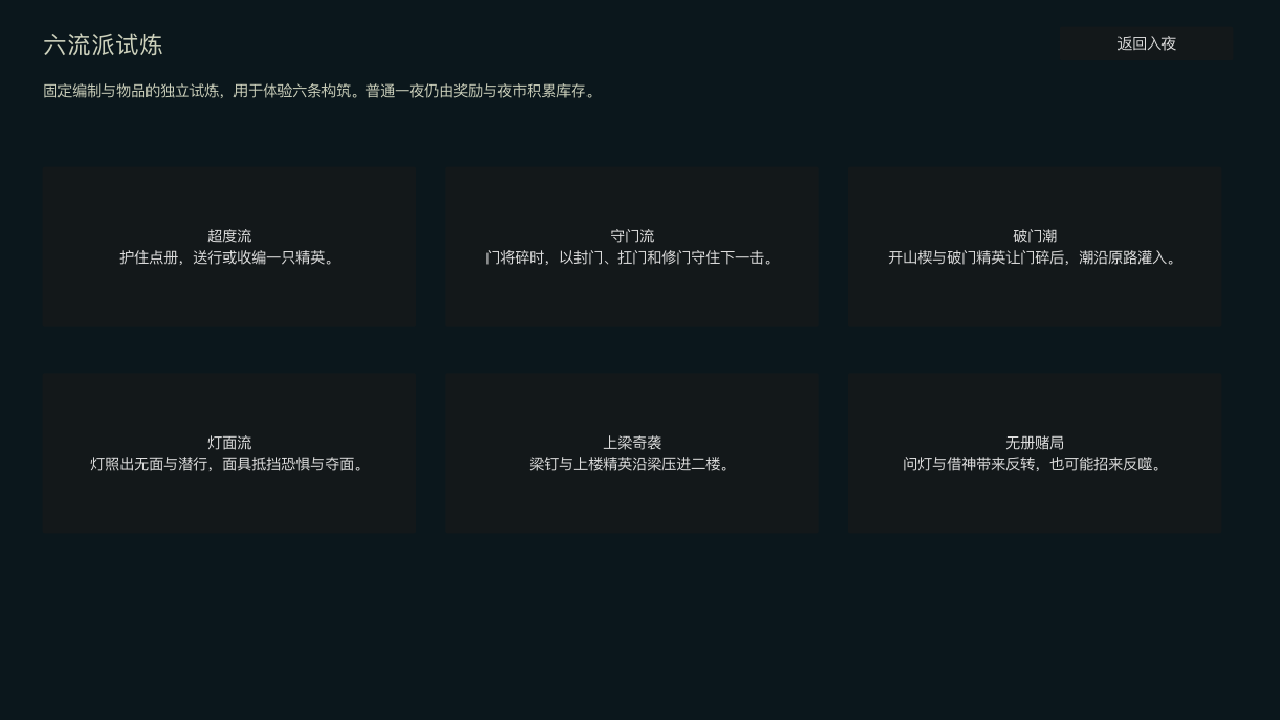 六流派试炼
返回入夜
固定编制与物品的独立试炼，用于体验六条构筑。普通一夜仍由奖励与夜市积累库存。
超度流
护住点册，送行或收编一只精英。
守门流
门将碎时，以封门、扛门和修门守住下一击。
破门潮
开山楔与破门精英让门碎后，潮沿原路灌入。
灯面流
灯照出无面与潜行，面具抵挡恐惧与夺面。
上梁奇袭
梁钉与上楼精英沿梁压进二楼。
无册赌局
问灯与借神带来反转，也可能招来反噬。